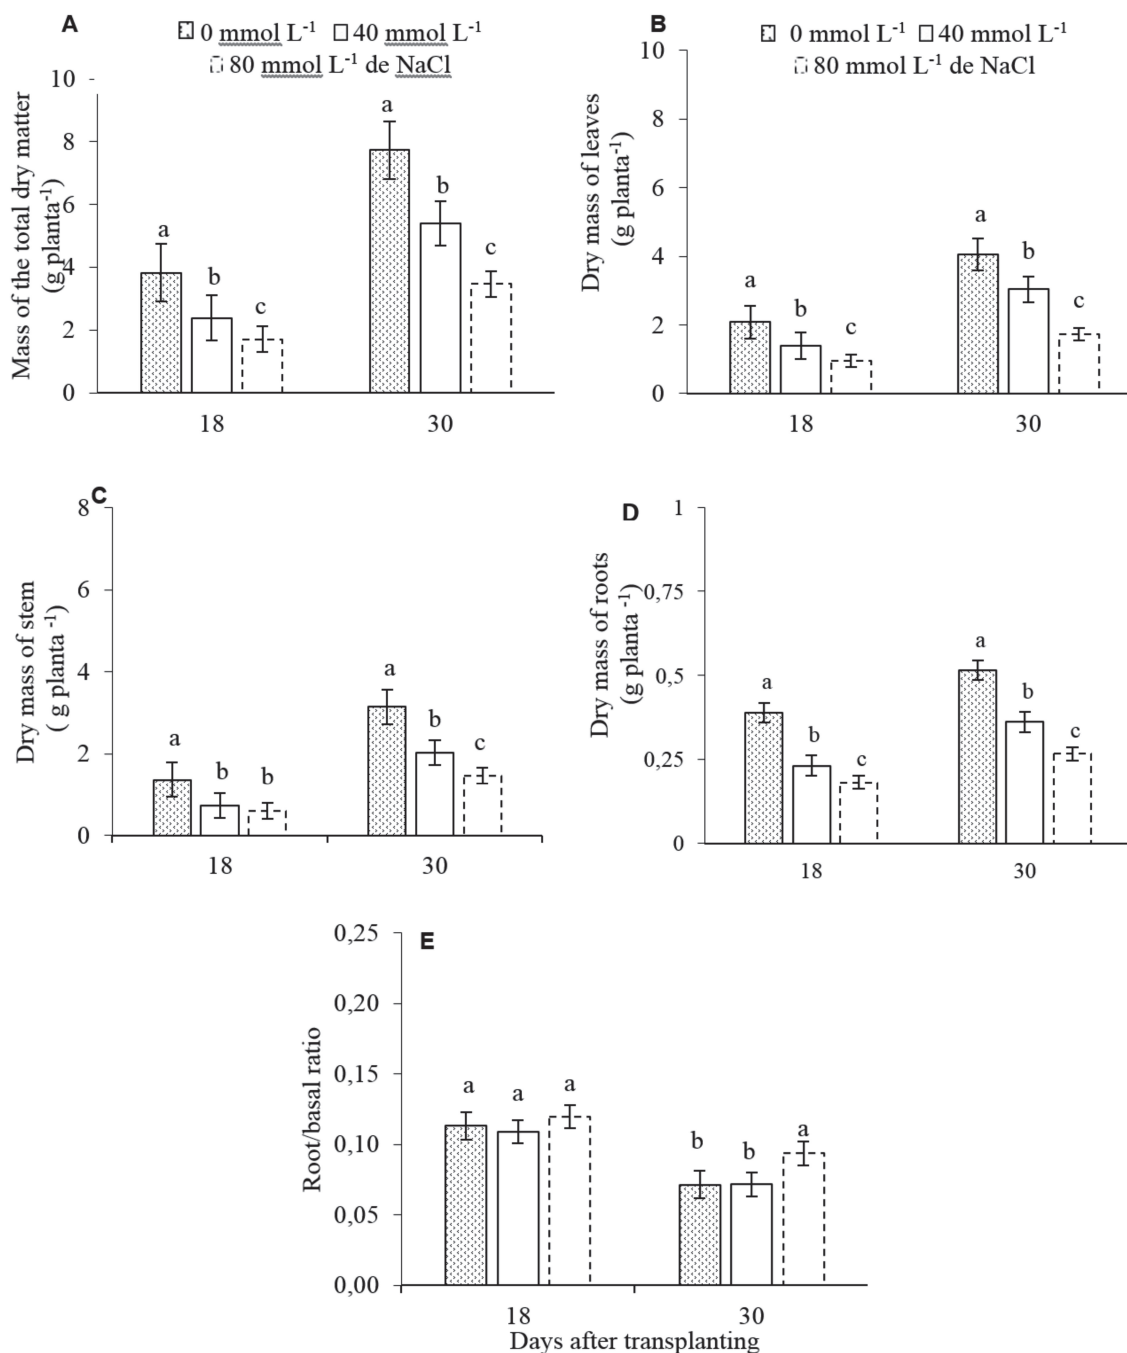 A
0 mmol L⁻¹ 40 mmol L⁻¹
80 mmol L⁻¹ de NaCl
Mass of the total dry matter
(g planta⁻¹)
10
8
6
4
2
0
a
b
c
a
b
c
18 30
B
0 mmol L⁻¹ 40 mmol L⁻¹
80 mmol L⁻¹ de NaCl
Dry mass of leaves
(g planta⁻¹)
10
8
6
4
2
0
a
b
c
a
b
c
18 30
C
Dry mass of stem
( g planta ⁻¹)
8
6
4
2
0
a
b
b
a
b
c
18 30
D
Dry mass of roots
(g planta ⁻¹)
1
0,75
0,5
0,25
0
a
b
c
a
b
c
18 30
E
Root/basal ratio
0,25
0,20
0,15
0,10
0,05
0,00
a
a
a
b
b
a
18 30
Days after transplanting